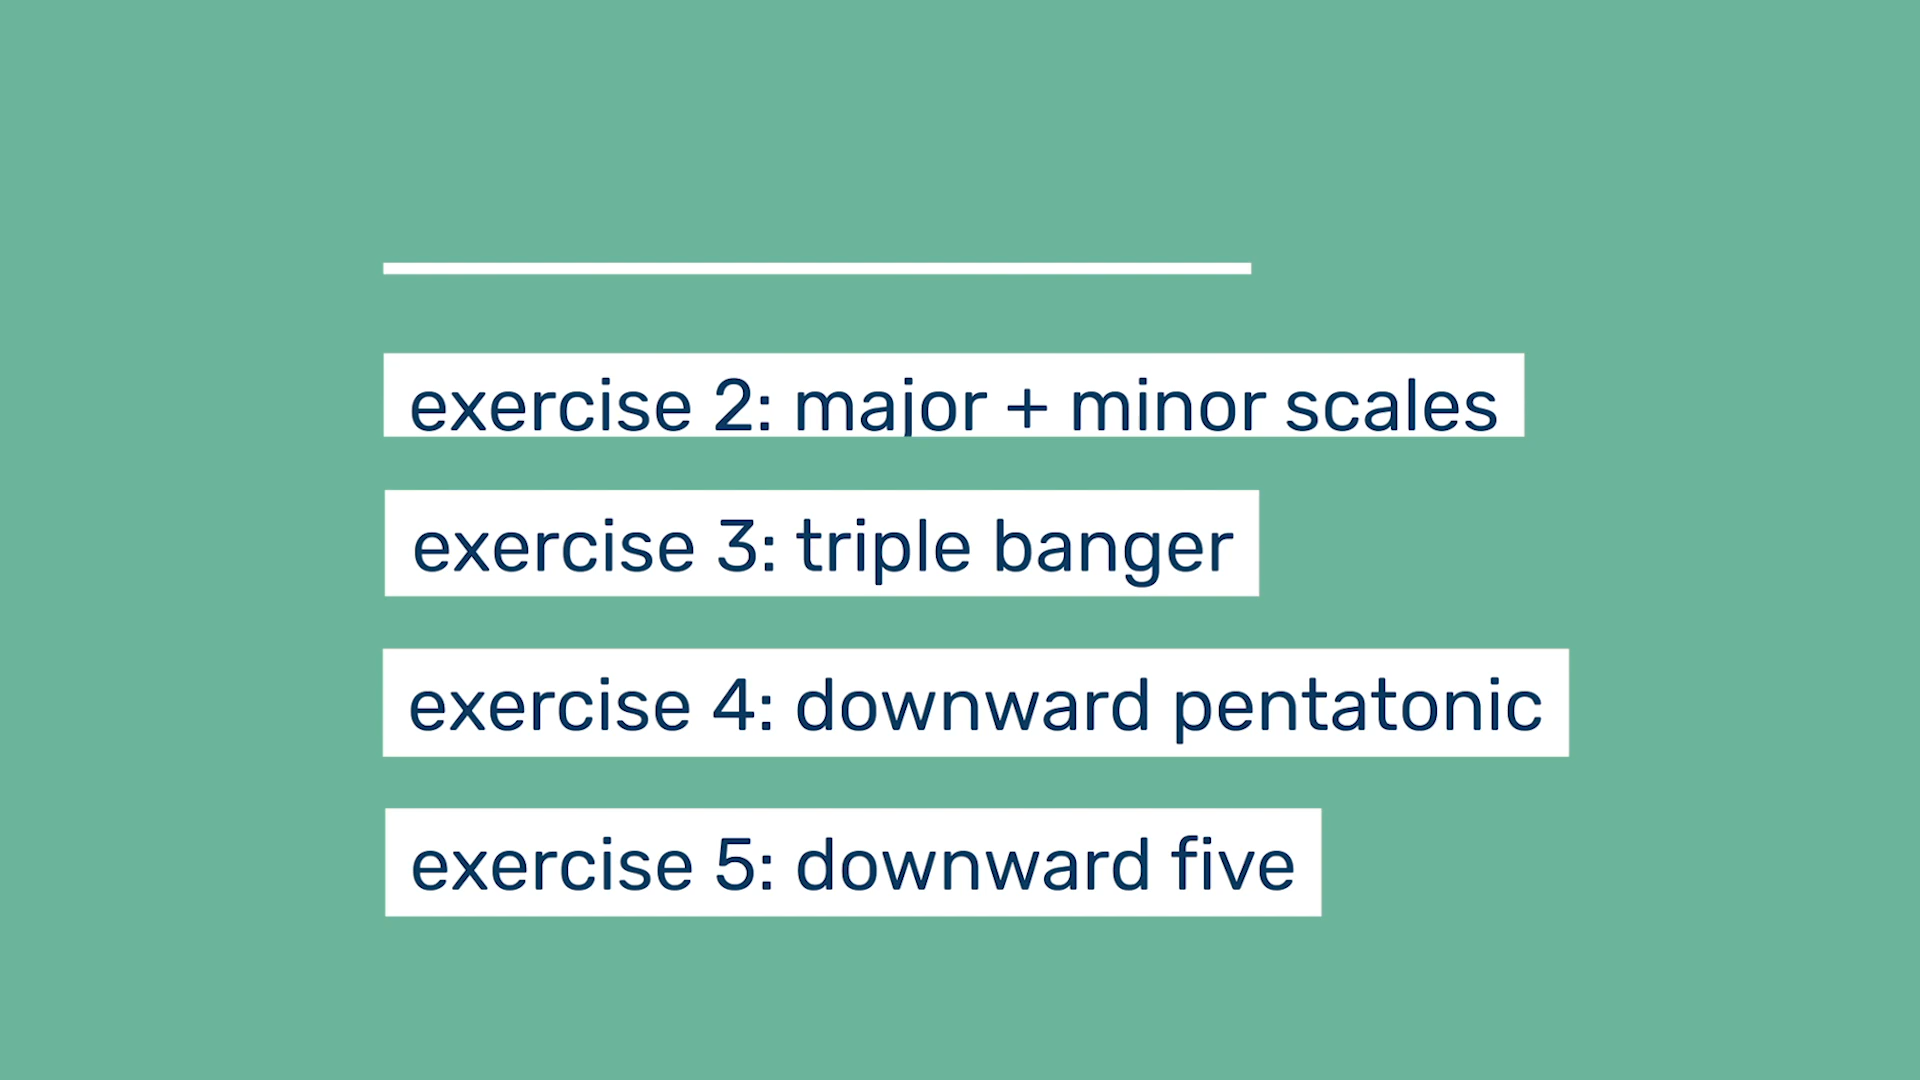 exercise 2: major + minor scales
exercise 3: triple banger
exercise 4: downward pentatonic
exercise 5: downward five